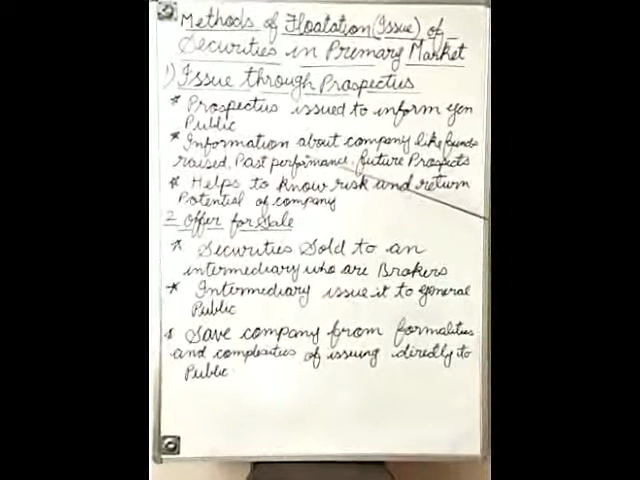 Methods of Floatation (Issue) of
Securities in Primary Market
1) Issue through Prospectus
* Prospectus issued to inform gen
Public
* Information about company like funds
raised, Past performance, future Prospects
* Helps to know risk and return
Potential of company
2 Offer for Sale
* Securities Sold to an
intermediary who are Brokers
* Intermediary issue it to general
Public
* Save company from formalities
and complexities of issuing directly to
Public